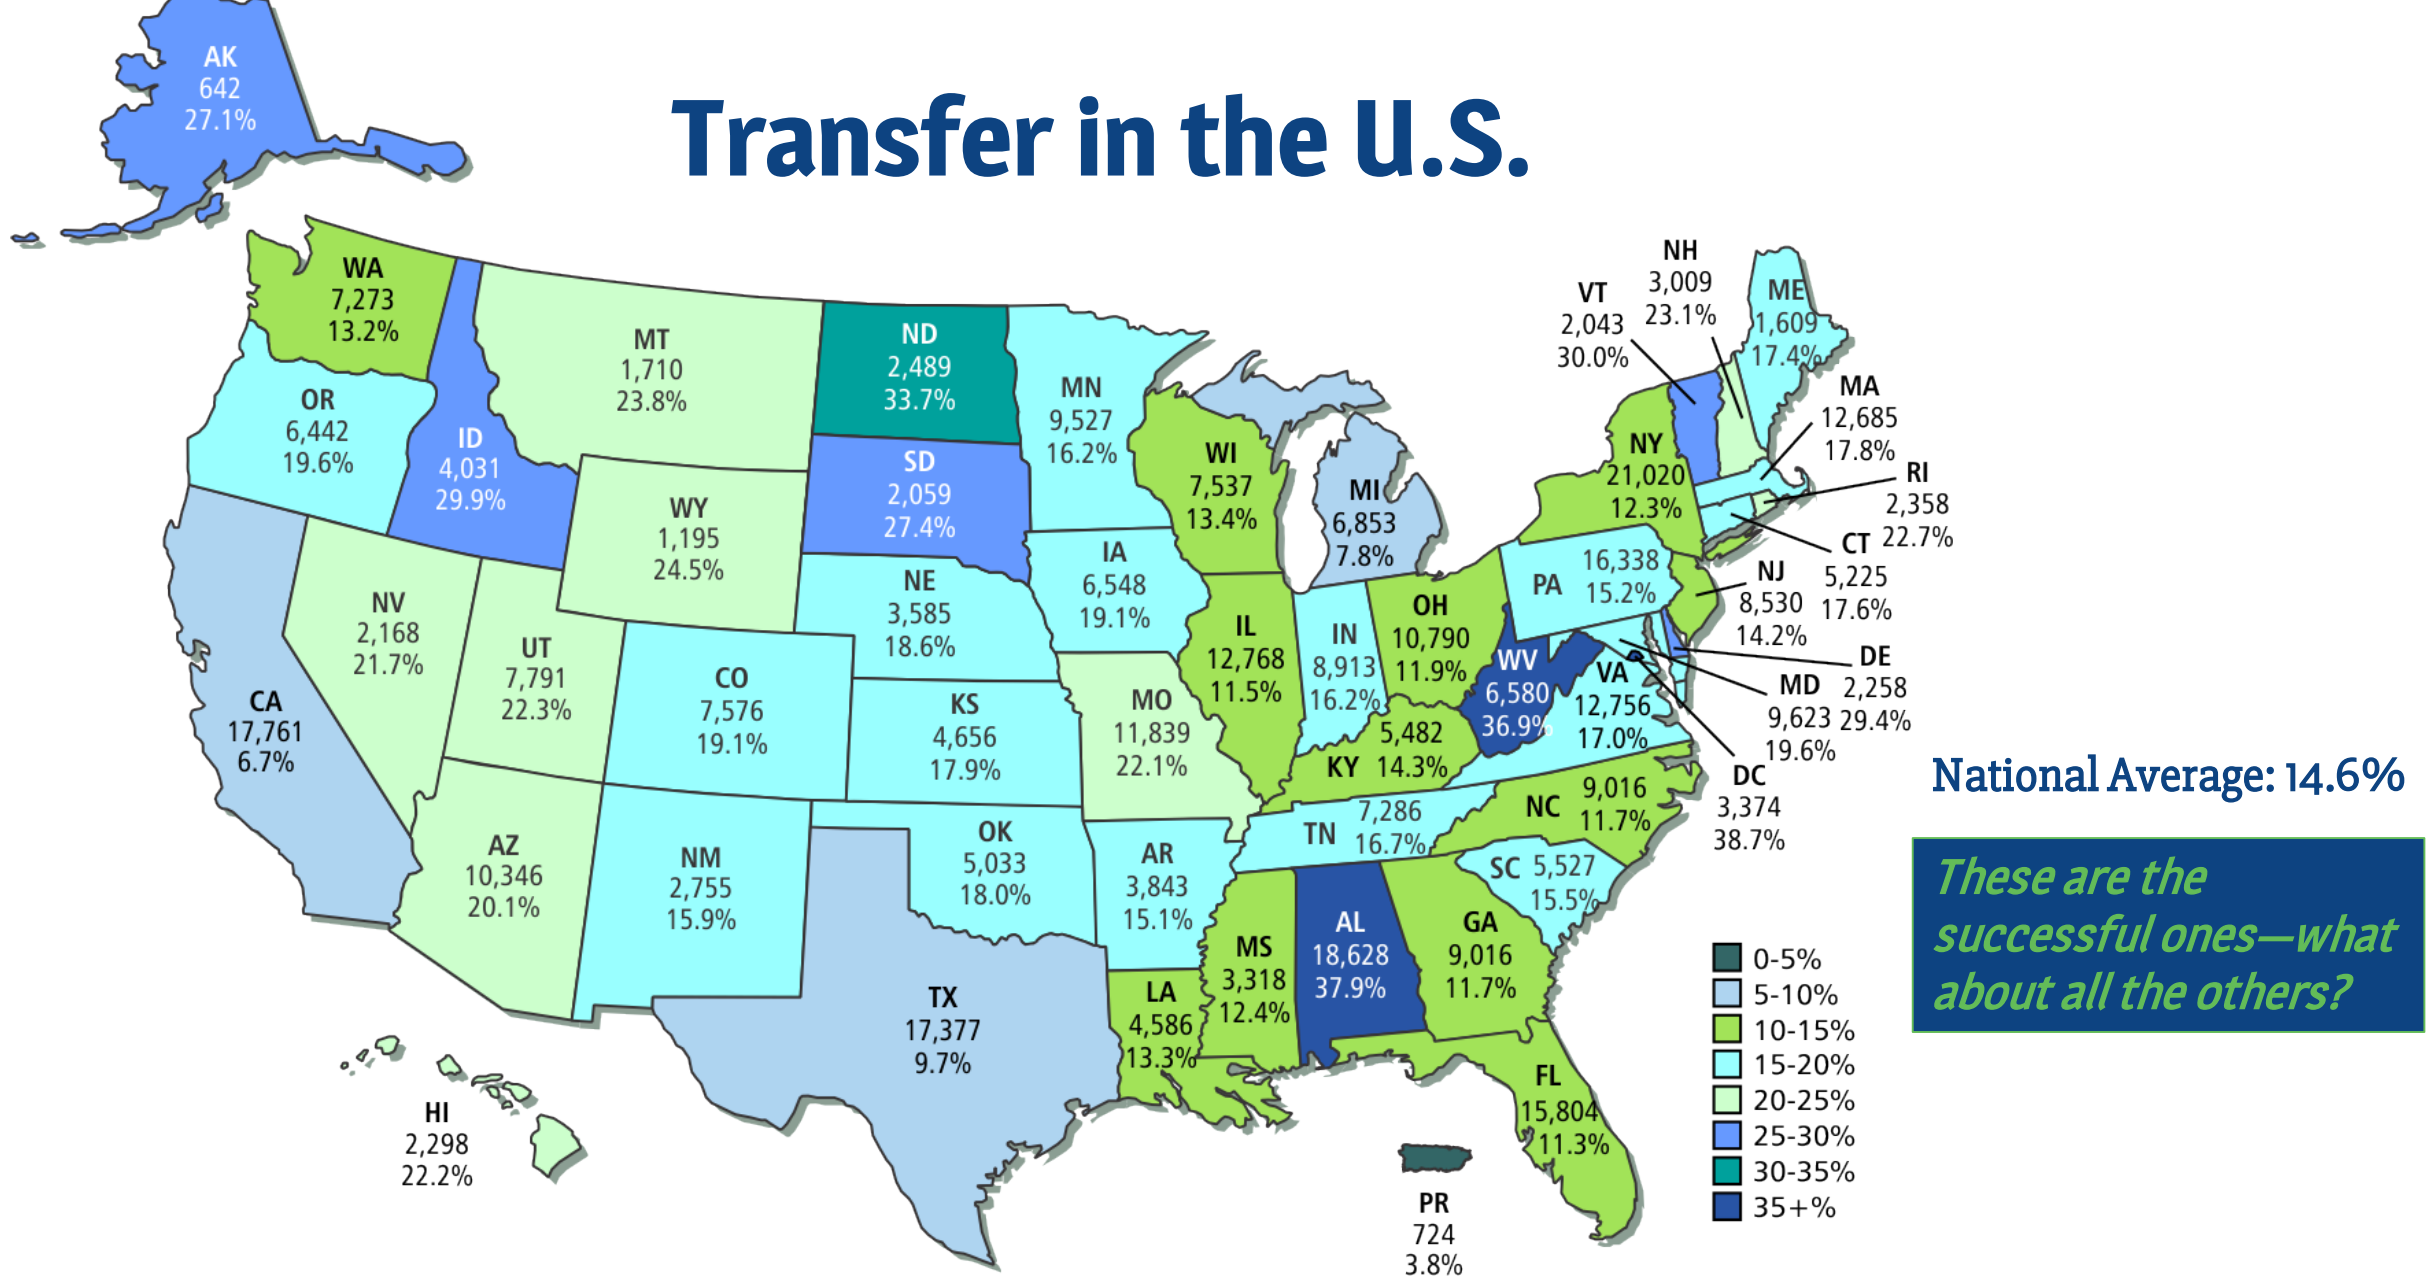 Transfer in the U.S.
AK
642
27.1%
WA
7,273
13.2%
OR
6,442
19.6%
ID
4,031
29.9%
MT
1,710
23.8%
ND
2,489
33.7%
MN
9,527
16.2%
SD
2,059
27.4%
WY
1,195
24.5%
WI
7,537
13.4%
MI
6,853
7.8%
NY
21,020
12.3%
VT
2,043
30.0%
NH
3,009
23.1%
ME
1,609
17.4%
MA
12,685
17.8%
RI
2,358
22.7%
CT
5,225
17.6%
NJ
8,530
14.2%
DE
2,258
29.4%
MD
9,623
19.6%
DC
3,374
38.7%
PA
16,338
15.2%
CA
17,761
6.7%
NV
2,168
21.7%
UT
7,791
22.3%
CO
7,576
19.1%
NE
3,585
18.6%
KS
4,656
17.9%
IA
6,548
19.1%
MO
11,839
22.1%
IL
12,768
11.5%
IN
8,913
16.2%
OH
10,790
11.9%
WV
6,580
36.9%
VA
12,756
17.0%
KY
5,482
14.3%
NC
9,016
11.7%
TN
7,286
16.7%
SC
5,527
15.5%
AZ
10,346
20.1%
NM
2,755
15.9%
OK
5,033
18.0%
AR
3,843
15.1%
TX
17,377
9.7%
LA
4,586
13.3%
MS
3,318
12.4%
AL
18,628
37.9%
GA
9,016
11.7%
FL
15,804
11.3%
HI
2,298
22.2%
PR
724
3.8%
National Average: 14.6%
These are the
successful ones—what
about all the others?
0-5%
5-10%
10-15%
15-20%
20-25%
25-30%
30-35%
35+%